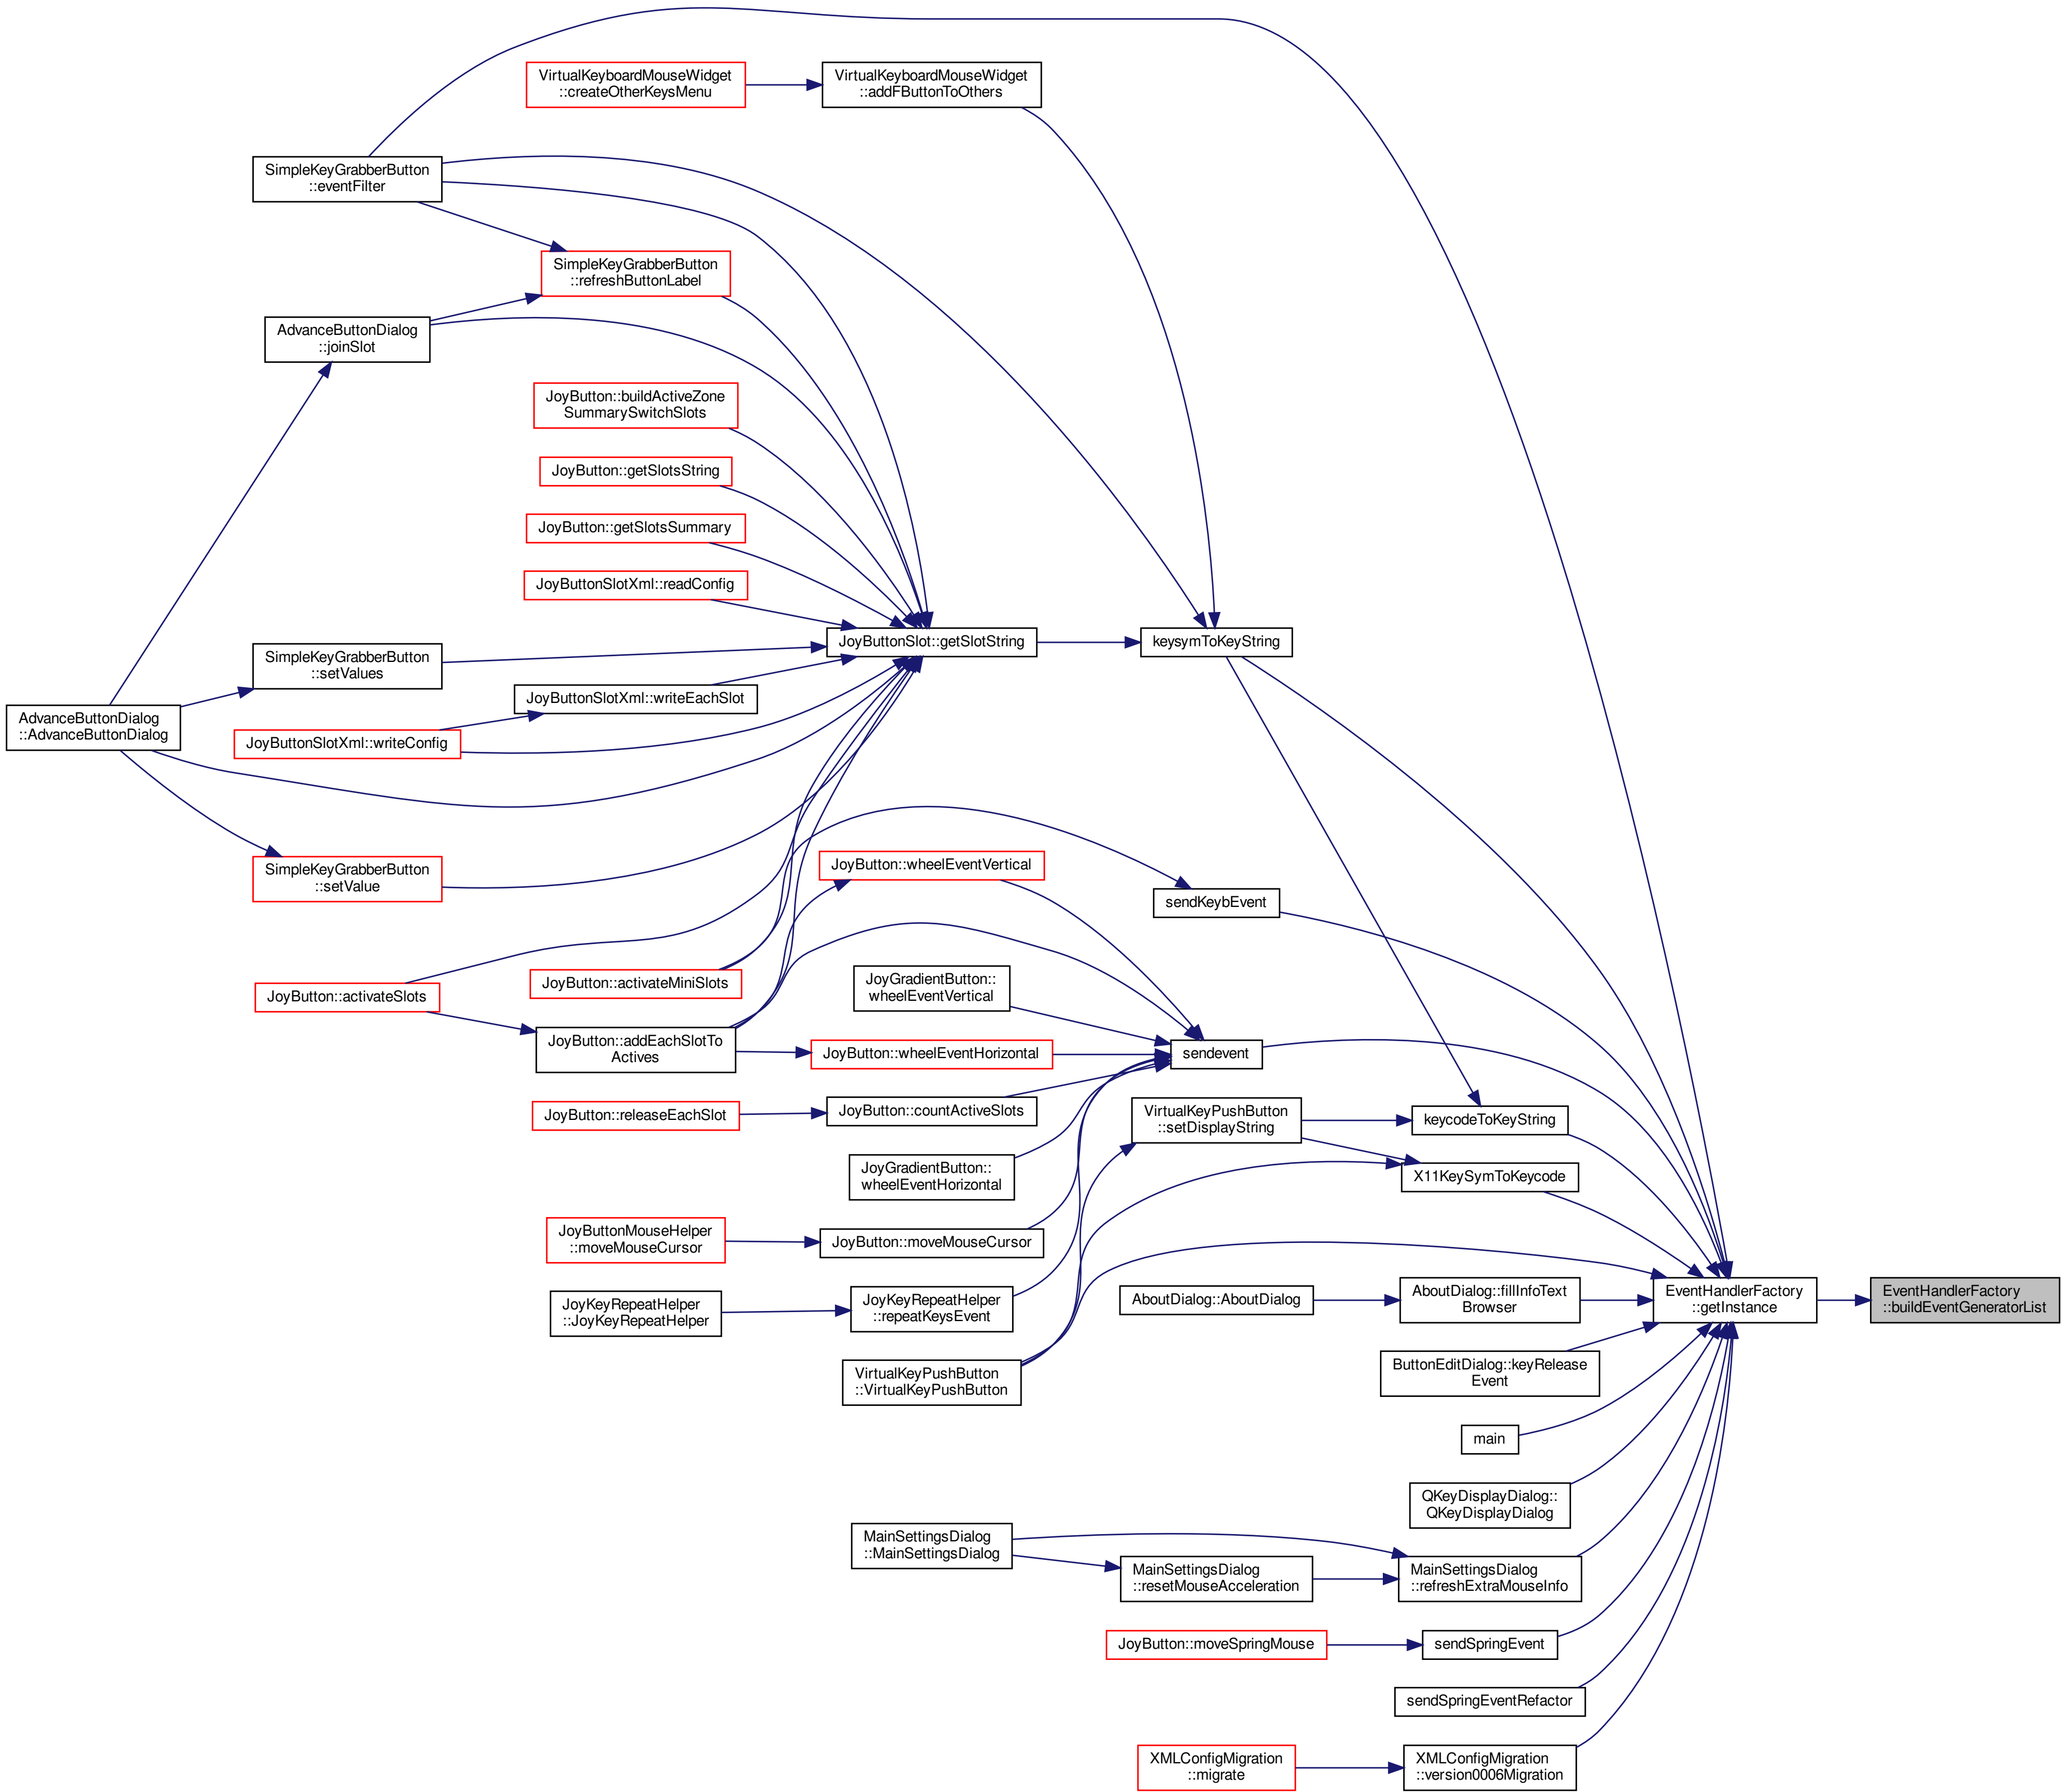 VirtualKeyboardMouseWidget
::createOtherKeysMenu
VirtualKeyboardMouseWidget
::addFButtonToOthers
SimpleKeyGrabberButton
::eventFilter
SimpleKeyGrabberButton
::refreshButtonLabel
AdvanceButtonDialog
::joinSlot
JoyButton::buildActiveZone
SummarySwitchSlots
JoyButton::getSlotsString
JoyButton::getSlotsSummary
JoyButtonSlotXml::readConfig
JoyButtonSlot::getSlotString
keysymToKeyString
SimpleKeyGrabberButton
::setValues
JoyButtonSlotXml::writeEachSlot
AdvanceButtonDialog
::AdvanceButtonDialog
JoyButtonSlotXml::writeConfig
SimpleKeyGrabberButton
::setValue
JoyButton::wheelEventVertical
sendKeybEvent
JoyButton::activateSlots
JoyButton::activateMiniSlots
JoyGradientButton::
wheelEventVertical
JoyButton::addEachSlotTo
Actives
JoyButton::wheelEventHorizontal
sendevent
JoyButton::releaseEachSlot
JoyButton::countActiveSlots
VirtualKeyPushButton
::setDisplayString
keycodeToKeyString
JoyGradientButton::
wheelEventHorizontal
X11KeySymToKeycode
JoyButtonMouseHelper
::moveMouseCursor
JoyButton::moveMouseCursor
JoyKeyRepeatHelper
::JoyKeyRepeatHelper
JoyKeyRepeatHelper
::repeatKeysEvent
AboutDialog::AboutDialog
AboutDialog::fillInfoText
Browser
EventHandlerFactory
::getInstance
EventHandlerFactory
::buildEventGeneratorList
VirtualKeyPushButton
::VirtualKeyPushButton
ButtonEditDialog::keyRelease
Event
main
QKeyDisplayDialog::
QKeyDisplayDialog
MainSettingsDialog
::MainSettingsDialog
MainSettingsDialog
::resetMouseAcceleration
MainSettingsDialog
::refreshExtraMouseInfo
JoyButton::moveSpringMouse
sendSpringEvent
sendSpringEventRefactor
XMLConfigMigration
::migrate
XMLConfigMigration
::version0006Migration